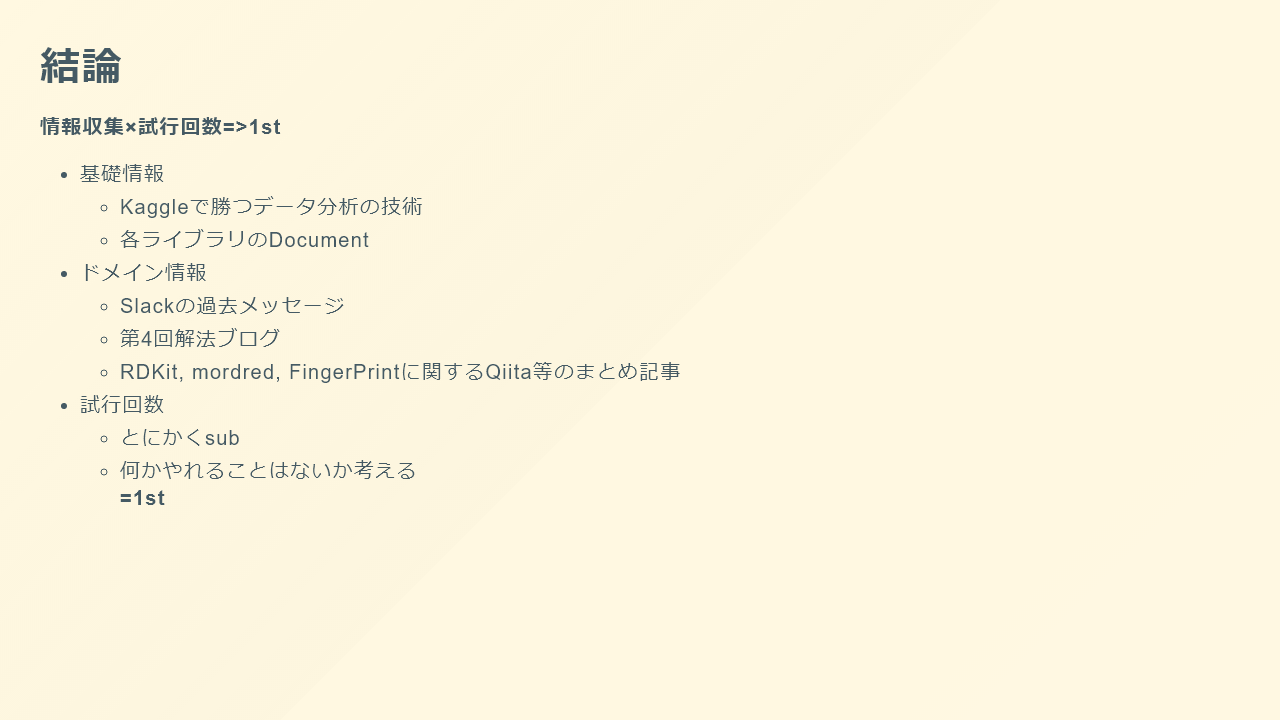 結論
情報収集×試行回数=>1st
基礎情報
Kaggleで勝つデータ分析の技術
各ライブラリのDocument
ドメイン情報
Slackの過去メッセージ
第4回解法ブログ
RDKit, mordred, FingerPrintに関するQiita等のまとめ記事
試行回数
とにかくsub
何かやれることはないか考える
=1st